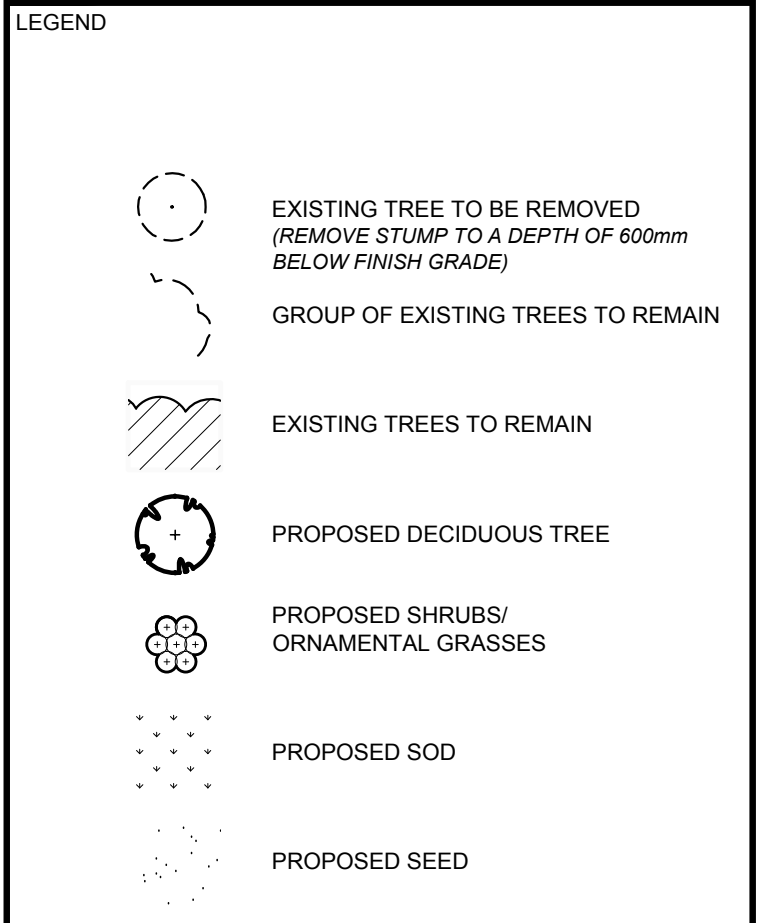 LEGEND
EXISTING TREE TO BE REMOVED
(REMOVE STUMP TO A DEPTH OF 600mm
BELOW FINISH GRADE)
GROUP OF EXISTING TREES TO REMAIN
EXISTING TREES TO REMAIN
PROPOSED DECIDUOUS TREE
PROPOSED SHRUBS/
ORNAMENTAL GRASSES
PROPOSED SOD
PROPOSED SEED